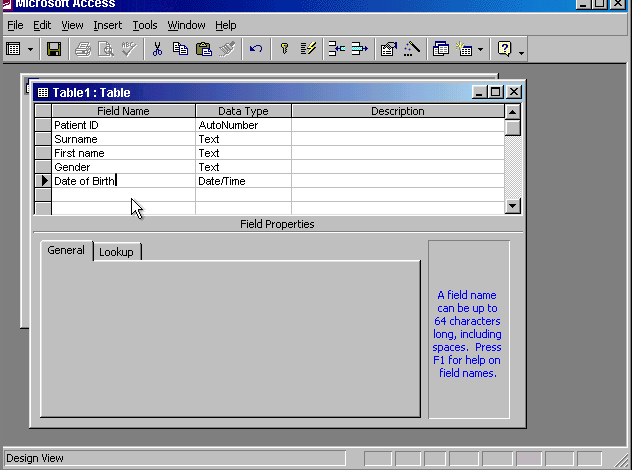 Microsoft Access
File Edit View Insert Tools Window Help
Table1 : Table
Field Name Data Type Description
Patient ID AutoNumber
Surname Text
First name Text
Gender Text
Date of Birth Date/Time
Field Properties
General Lookup
A field name
can be up to
64 characters
long, including
spaces. Press
F1 for help on
field names.
Design View